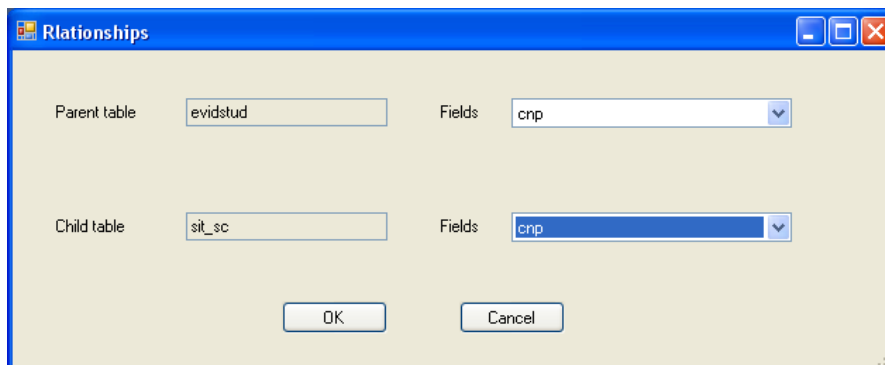 Rlationships
Parent table evidstud Fields cnp
Child table sit_sc Fields cnp
OK Cancel